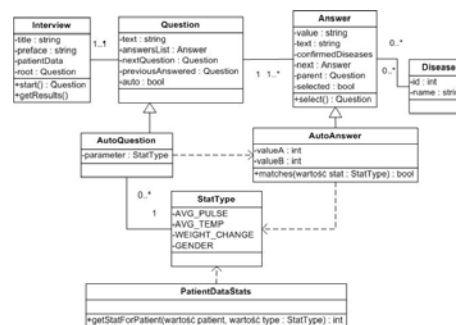 Interview
-title : string
-preface : string
-patientData
-root : Question
+start() : Question
+getResults()
1..*
Question
-text : string
-answersList : Answer
-nextQuestion : Question
-previousAnswered : Question
-auto : bool
1 1..*
Answer
-value : string
-text : string
-confirmedDiseases
-next : Answer
-parent : Question
-selected : bool
+select() : Question
0..*
0..*
Disease
-id : int
-name : strin
AutoQuestion
-parameter : StatType
AutoAnswer
-valueA : int
-valueB : int
+matches(wartość stat : StatType) : bool
0..*
1
StatType
-AVG_PULSE
-AVG_TEMP
-WEIGHT_CHANGE
-GENDER
PatientDataStats
+getStatForPatient(wartość patient, wartość type : StatType) : int